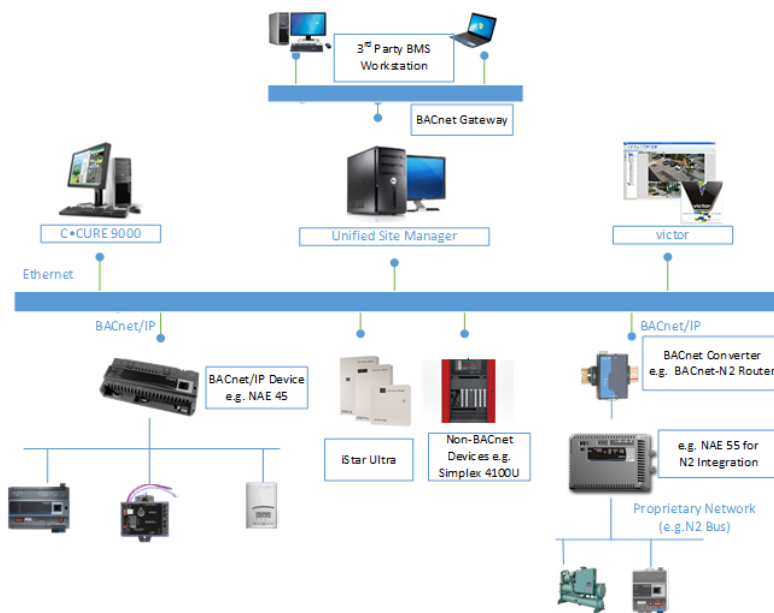 3rd Party BMS
Workstation
BACnet Gateway
C•CURE 9000
Unified Site Manager
victor
Ethernet
BACnet/IP
BACnet/IP
BACnet/IP Device
e.g. NAE 45
iStar Ultra
Non-BACnet
Devices e.g.
Simplex 4100U
BACnet Converter
e.g. BACnet-N2 Router
e.g. NAE 55 for
N2 Integration
Proprietary Network
(e.g.N2 Bus)
victor